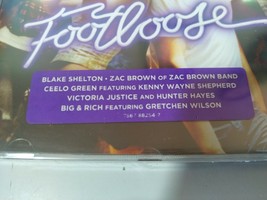 Footloose
BLAKE SHELTON • ZAC BROWN OF ZAC BROWN BAND
CEELO GREEN FEATURING KENNY WAYNE SHEPHERD
VICTORIA JUSTICE AND HUNTER HAYES
BIG & RICH FEATURING GRETCHEN WILSON